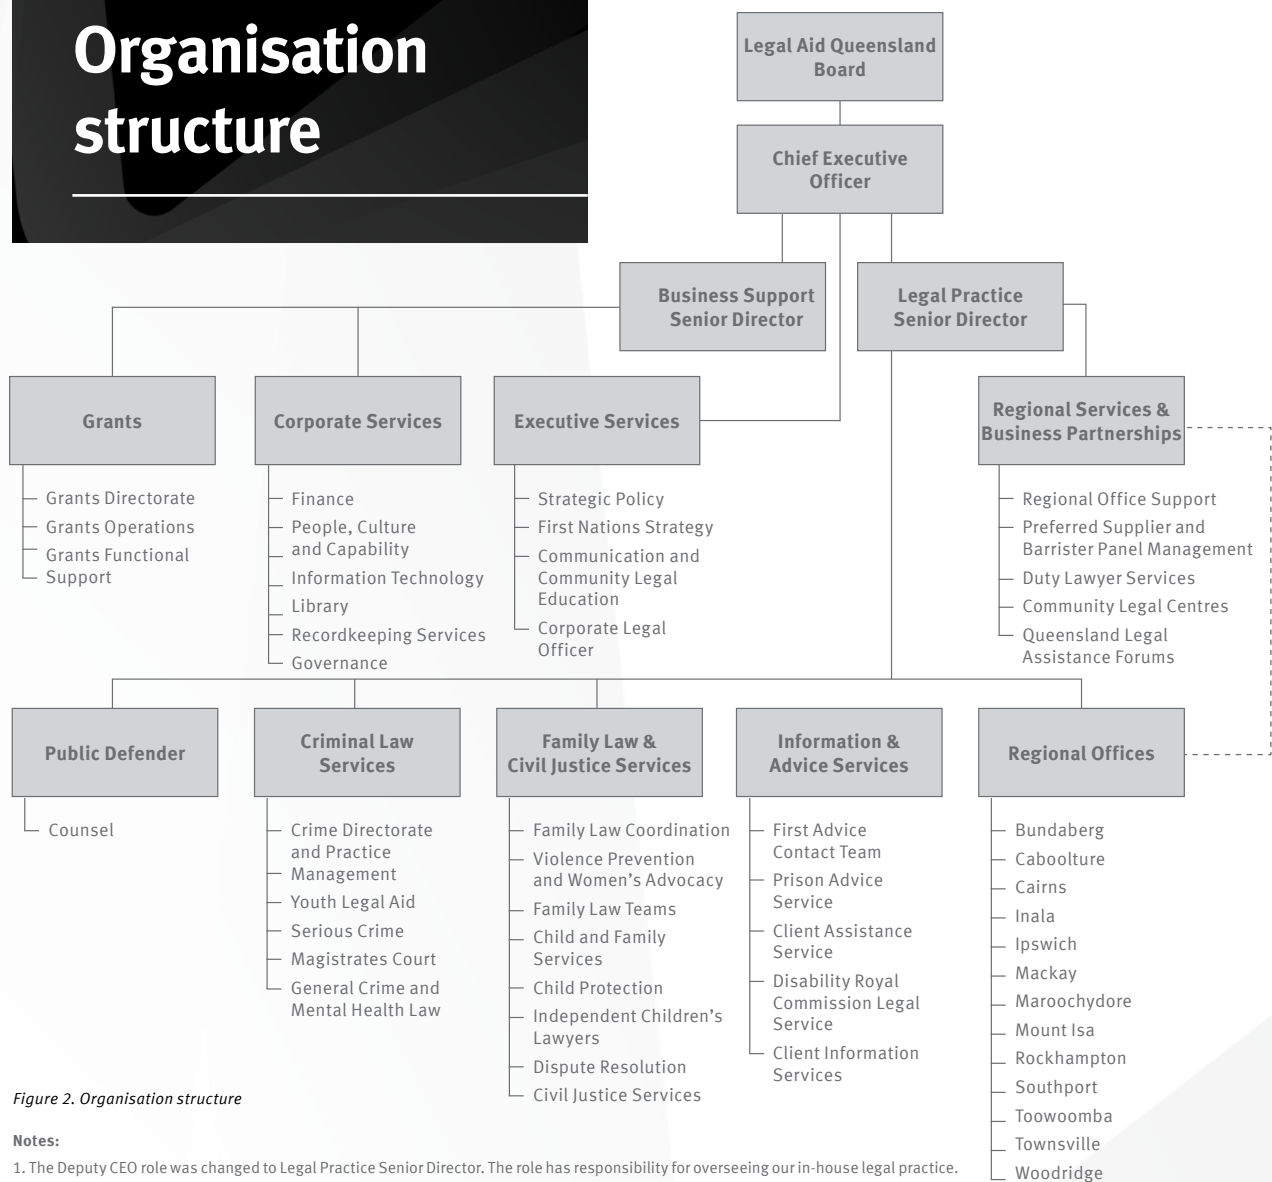 Organisation
structure
Legal Aid Queensland
Board
Chief Executive
Officer
Business Support
Senior Director
Legal Practice
Senior Director
Grants
Grants Directorate
Grants Operations
Grants Functional
Support
Corporate Services
Finance
People, Culture
and Capability
Information Technology
Library
Recordkeeping Services
Governance
Executive Services
Strategic Policy
First Nations Strategy
Communication and
Community Legal
Education
Corporate Legal
Officer
Regional Services &
Business Partnerships
Regional Office Support
Preferred Supplier and
Barrister Panel Management
Duty Lawyer Services
Community Legal Centres
Queensland Legal
Assistance Forums
Public Defender
Counsel
Criminal Law
Services
Crime Directorate
and Practice
Management
Youth Legal Aid
Serious Crime
Magistrates Court
General Crime and
Mental Health Law
Family Law &
Civil Justice Services
Family Law Coordination
Violence Prevention
and Women’s Advocacy
Family Law Teams
Child and Family
Services
Child Protection
Independent Children’s
Lawyers
Dispute Resolution
Civil Justice Services
Information &
Advice Services
First Advice
Contact Team
Prison Advice
Service
Client Assistance
Service
Disability Royal
Commission Legal
Service
Client Information
Services
Regional Offices
Bundaberg
Caboolture
Cairns
Inala
Ipswich
Mackay
Maroochydore
Mount Isa
Rockhampton
Southport
Toowoomba
Townsville
Woodridge
Figure 2. Organisation structure
Notes:
1. The Deputy CEO role was changed to Legal Practice Senior Director. The role has responsibility for overseeing our in-house legal practice.